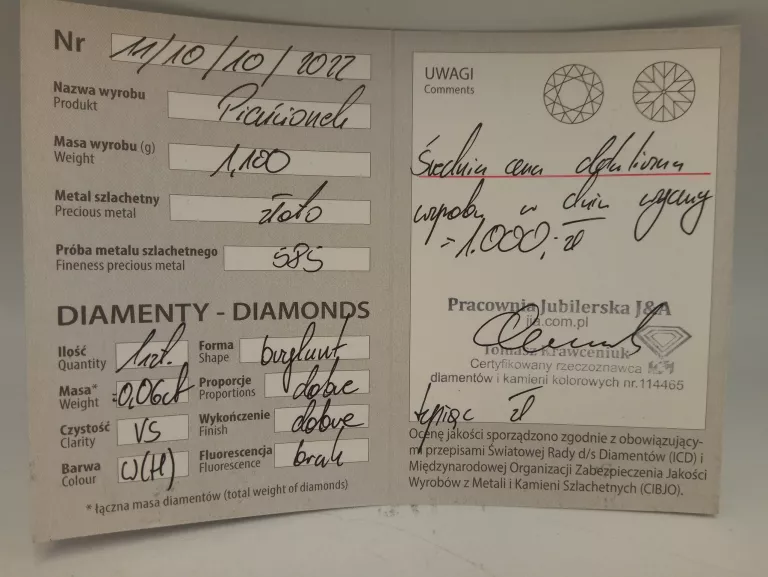 Nr 11/10/10/2022
Nazwa wyrobu Pierścionek
Produkt
Masa wyrobu (g) 1,100
Weight
Metal szlachetny złoto
Precious metal
Próba metalu szlachetnego 585
Fineness precious metal
DIAMENTY - DIAMONDS
Ilość 1szt.
Quantity
Forma brylant
Shape
Masa* =0,06ct
Weight
Proporcje dobre
Proportions
Czystość VS
Clarity
Wykończenie dobre
Finish
Barwa W(H)
Colour
Fluorescencja brak
Fluorescence
* łączna masa diamentów (total weight of diamonds)
UWAGI
Comments
Średnia cena detaliczna
wyrobu w dniu wyceny
= 1.000,- zł
Pracownia Jubilerska J&A
jja.com.pl
Tomasz Krawceniuk
Certyfikowany rzeczoznawca
diamentów i kamieni kolorowych nr.114465
tysiąc zł
Ocenę jakości sporządzono zgodnie z obowiązujący-
mi przepisami Światowej Rady d/s Diamentów (ICD) i
Międzynarodowej Organizacji Zabezpieczenia Jakości
Wyrobów z Metali i Kamieni Szlachetnych (CIBJO).